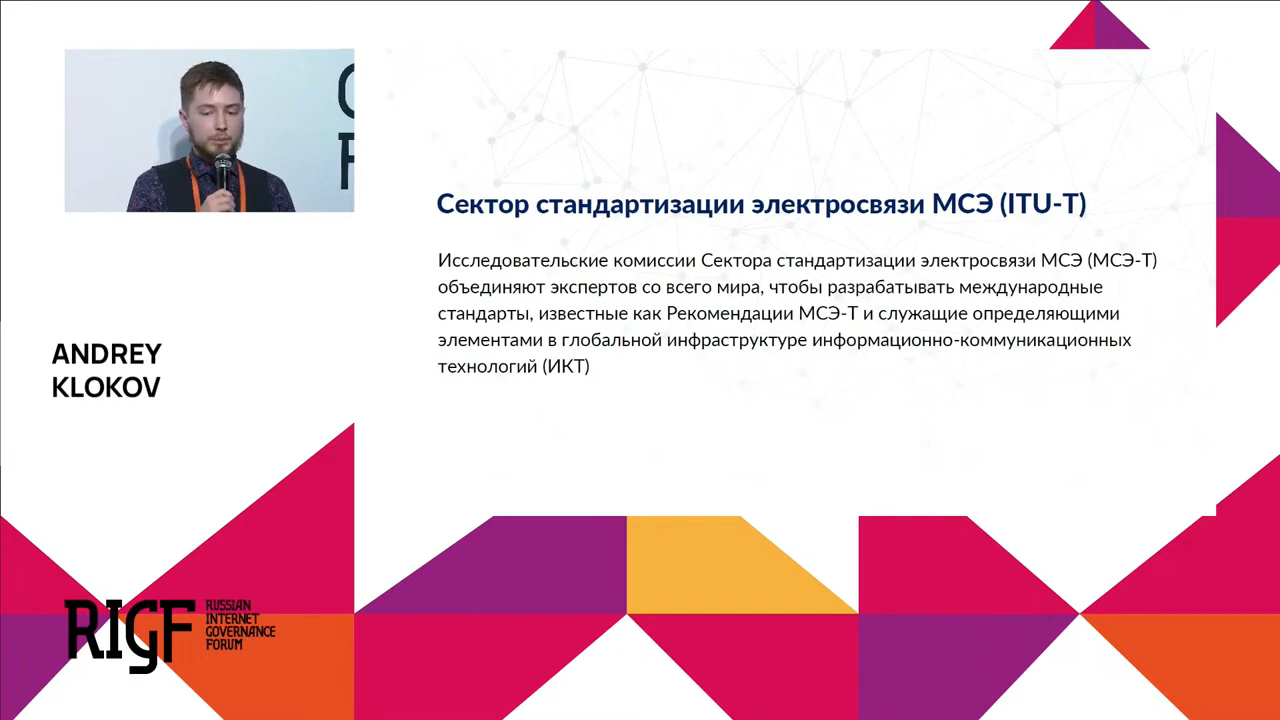 Сектор стандартизации электросвязи МСЭ (ITU-T)
Исследовательские комиссии Сектора стандартизации электросвязи МСЭ (МСЭ-Т)
объединяют экспертов со всего мира, чтобы разрабатывать международные
стандарты, известные как Рекомендации МСЭ-Т и служащие определяющими
элементами в глобальной инфраструктуре информационно-коммуникационных
технологий (ИКТ)
ANDREY
KLOKOV
RIGF
RUSSIAN
INTERNET
GOVERNANCE
FORUM